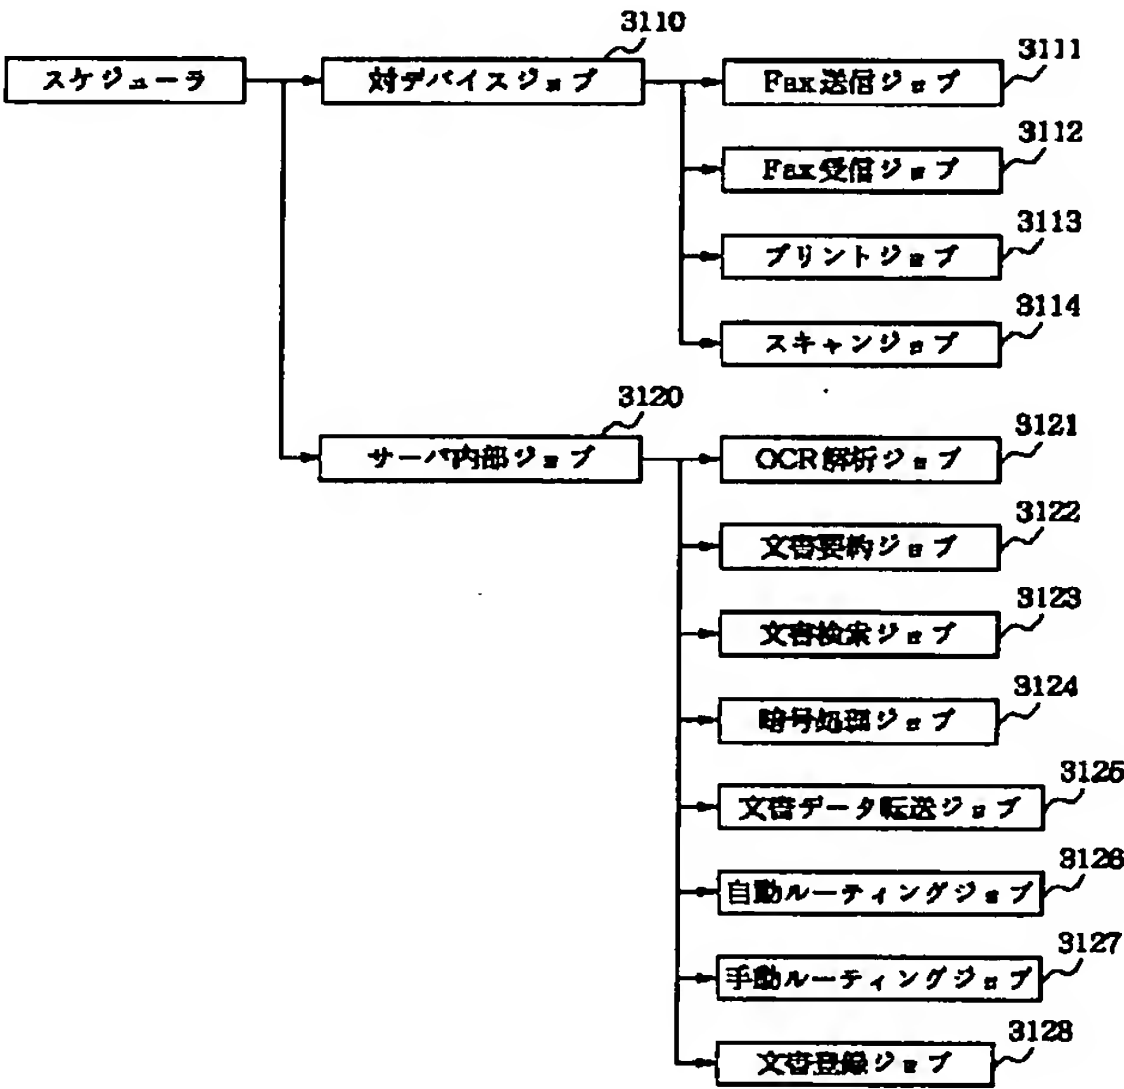 3110
3111
スケジューラ
対デバイスジョブ
Fax送信ジョブ
3112
Fax受信ジョブ
3113
プリントジョブ
3114
スキャンジョブ
3120
3121
サーバ内部ジョブ
OCR解析ジョブ
3122
文書要約ジョブ
3123
文書検索ジョブ
3124
暗号処理ジョブ
3125
文書データ転送ジョブ
3126
自動ルーティングジョブ
3127
手動ルーティングジョブ
3128
文書登録ジョブ